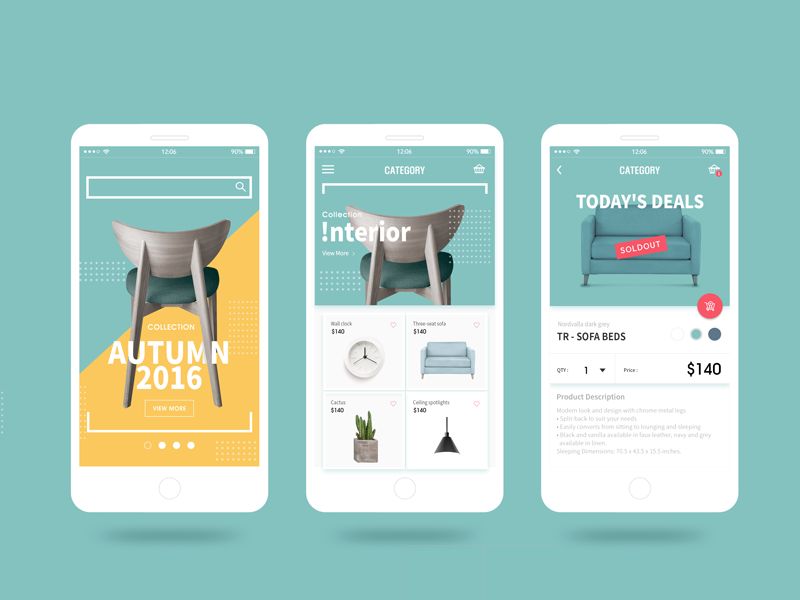 12:06
90%
COLLECTION
AUTUMN
2016
VIEW MORE
12:06
90%
CATEGORY
Collection
!nterior
View More >
Wall clock
$140
Three-seat sofa
$140
Cactus
$140
Ceiling spotlights
$140
12:06
90%
CATEGORY
1
TODAY'S DEALS
SOLDOUT
Nordvalla dark grey
TR - SOFA BEDS
QTY : 1
Price : $140
Product Description
Modern look and design with chrome metal legs
• Split back to suit your needs
• Easily converts from sitting to lounging and sleeping
• Black and vanilla available in faux leather, navy and grey
available in linen.
Sleeping Dimensions: 70.5 x 43.5 x 15.5 inches.